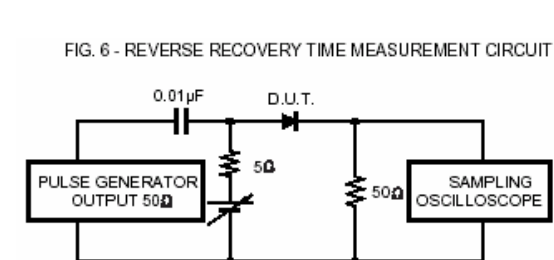 FIG. 6 - REVERSE RECOVERY TIME MEASUREMENT CIRCUIT
0.01µF
D.U.T.
5Ω
PULSE GENERATOR
OUTPUT 50Ω
50Ω
SAMPLING
OSCILLOSCOPE